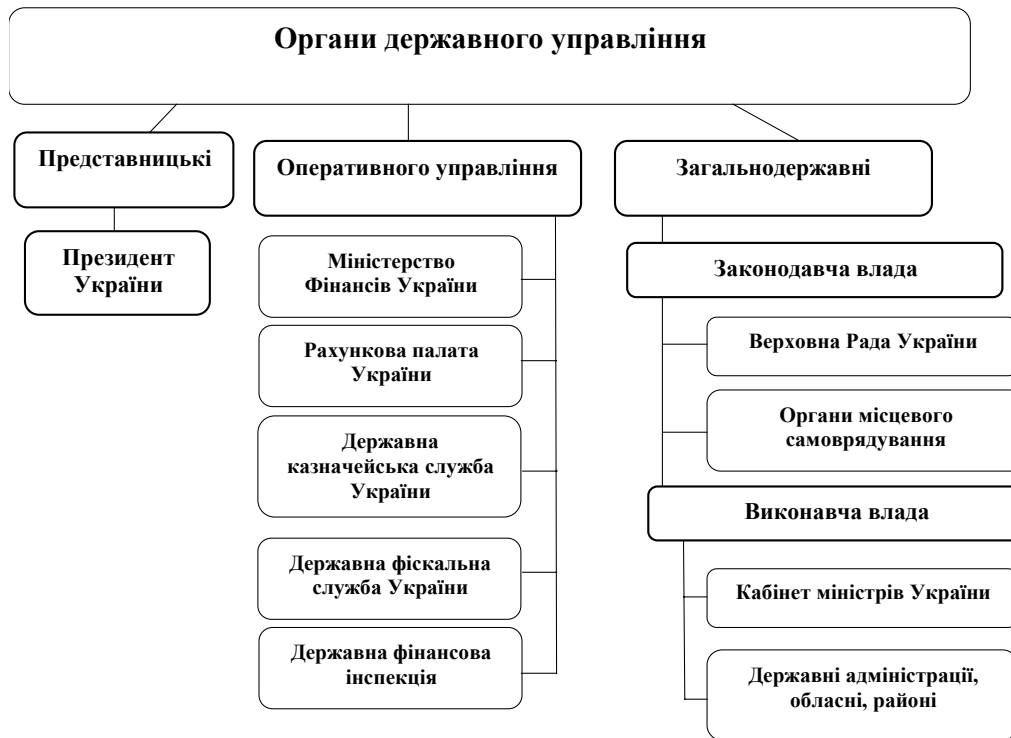 Органи державного управління
Представницькі
Президент
України
Оперативного управління
Міністерство
Фінансів України
Рахункова палата
України
Державна
казначейська служба
України
Державна фіскальна
служба України
Державна фінансова
інспекція
Загальнодержавні
Законодавча влада
Верховна Рада України
Органи місцевого
самоврядування
Виконавча влада
Кабінет міністрів України
Державні адміністрації,
обласні, районі